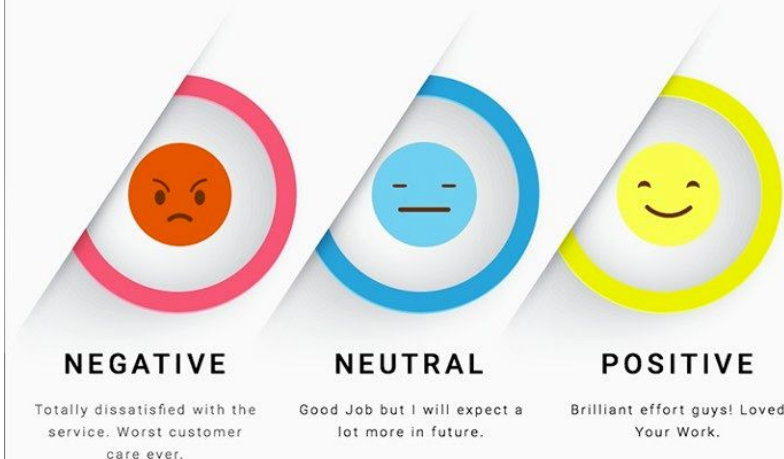 NEGATIVE
Totally dissatisfied with the
service. Worst customer
care ever.
NEUTRAL
Good Job but I will expect a
lot more in future.
POSITIVE
Brilliant effort guys! Loved
Your Work.